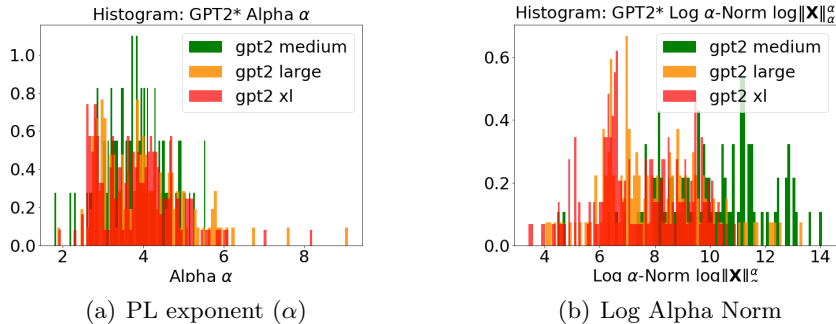 Histogram: GPT2* Alpha α
gpt2 medium
gpt2 large
gpt2 xl
1.0
0.8
0.6
0.4
0.2
0.0
2 4 6 8
Alpha α
(a) PL exponent (α)
Histogram: GPT2* Log α-Norm log‖X‖α α
gpt2 medium
gpt2 large
gpt2 xl
0.6
0.4
0.2
0.0
4 6 8 10 12 14
Log α-Norm log‖X‖α
(b) Log Alpha Norm